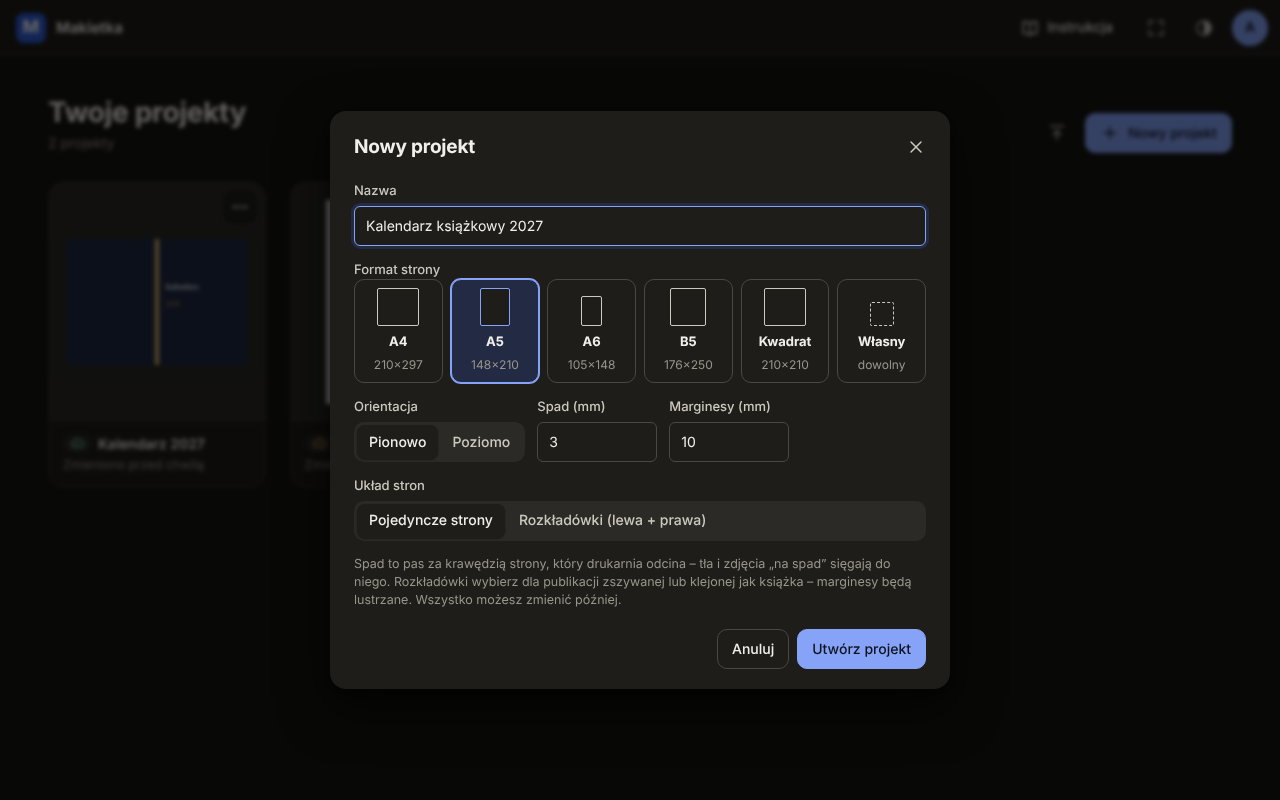 M Makietka
Instrukcja
A
Twoje projekty
2 projekty
Nowy projekt
Kalendarz 2027
Zmieniono przed chwilą
Nowy projekt
Nazwa
Kalendarz książkowy 2027
Format strony
A4 A5 A6 B5 Kwadrat Własny
210×297 148×210 105×148 176×250 210×210 dowolny
Orientacja Spad (mm) Marginesy (mm)
Pionowo Poziomo 3 10
Układ stron
Pojedyncze strony Rozkładówki (lewa + prawa)
Spad to pas za krawędzią strony, który drukarnia odcina – tła i zdjęcia „na spad” sięgają do
niego. Rozkładówki wybierz dla publikacji zszywanej lub klejonej jak książka – marginesy będą
lustrzane. Wszystko możesz zmienić później.
Anuluj Utwórz projekt